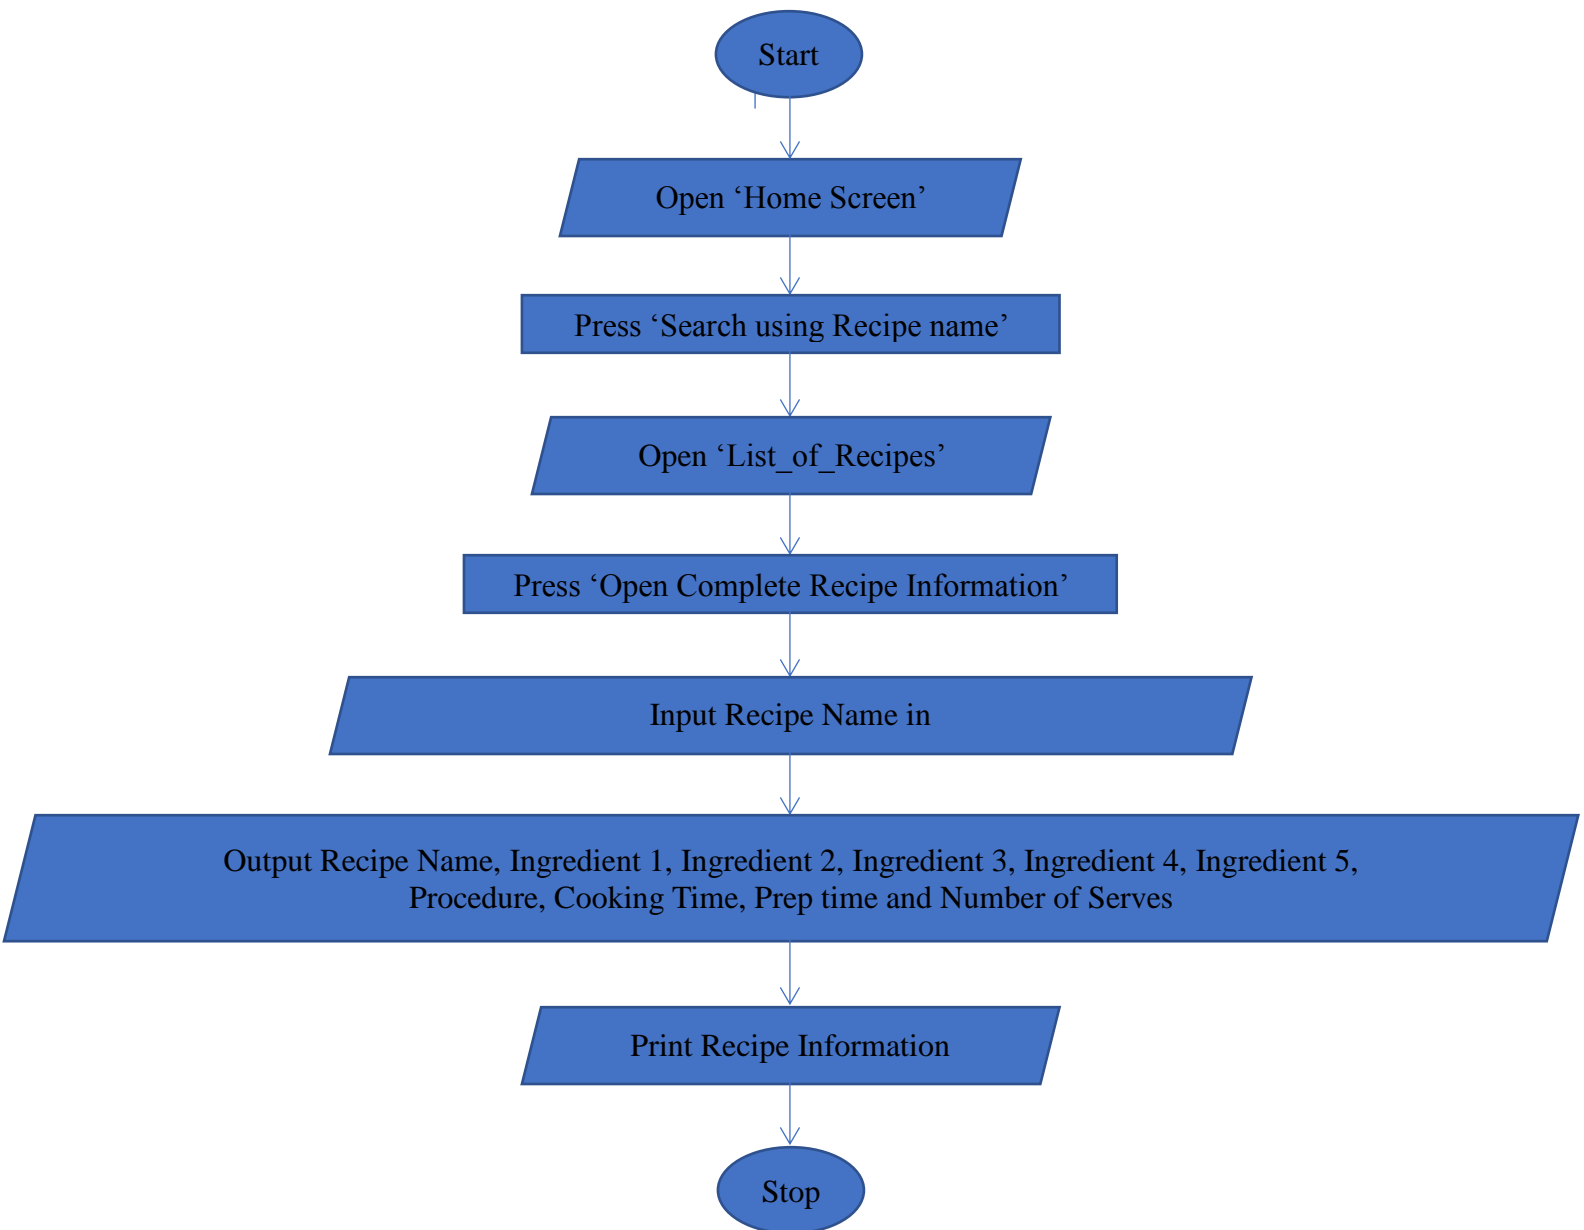 Start
Open ‘Home Screen’
Press ‘Search using Recipe name’
Open ‘List_of_Recipes’
Press ‘Open Complete Recipe Information’
Input Recipe Name in
Output Recipe Name, Ingredient 1, Ingredient 2, Ingredient 3, Ingredient 4, Ingredient 5,
Procedure, Cooking Time, Prep time and Number of Serves
Print Recipe Information
Stop